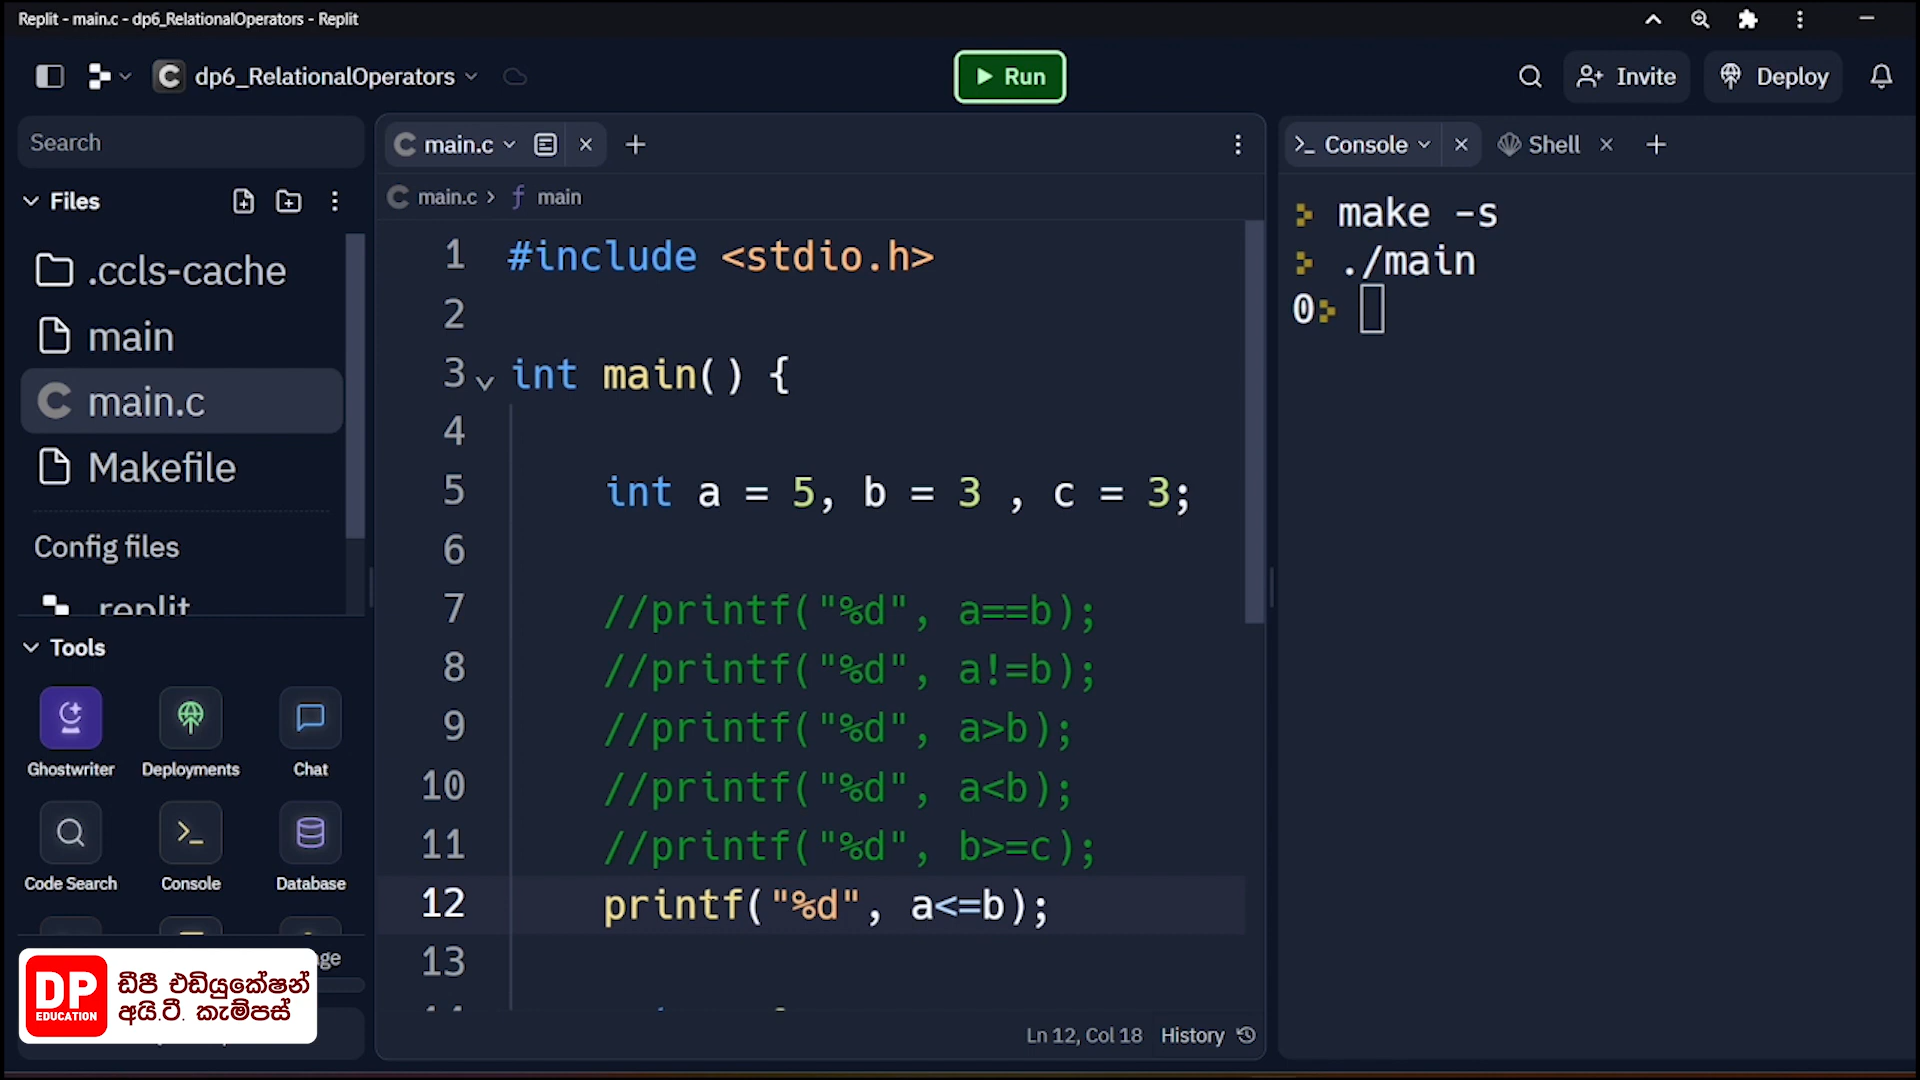 Replit - main.c - dp6_RelationalOperators - Replit
dp6_RelationalOperators
Run
Invite
Deploy
Search
Files
.ccls-cache
main
main.c
Makefile
Config files
.replit
Tools
Ghostwriter
Deployments
Chat
Code Search
Console
Database
DP
EDUCATION
ඩීපී එඩියුකේෂන්
අයි.ටී. කැම්පස්
main.c
main.c > main
1 #include <stdio.h>
2
3 int main() {
4
5 int a = 5, b = 3 , c = 3;
6
7 //printf("%d", a==b);
8 //printf("%d", a!=b);
9 //printf("%d", a>b);
10 //printf("%d", a<b);
11 //printf("%d", b>=c);
12 printf("%d", a<=b);
13
Ln 12, Col 18 History
Console
Shell
make -s
./main
0